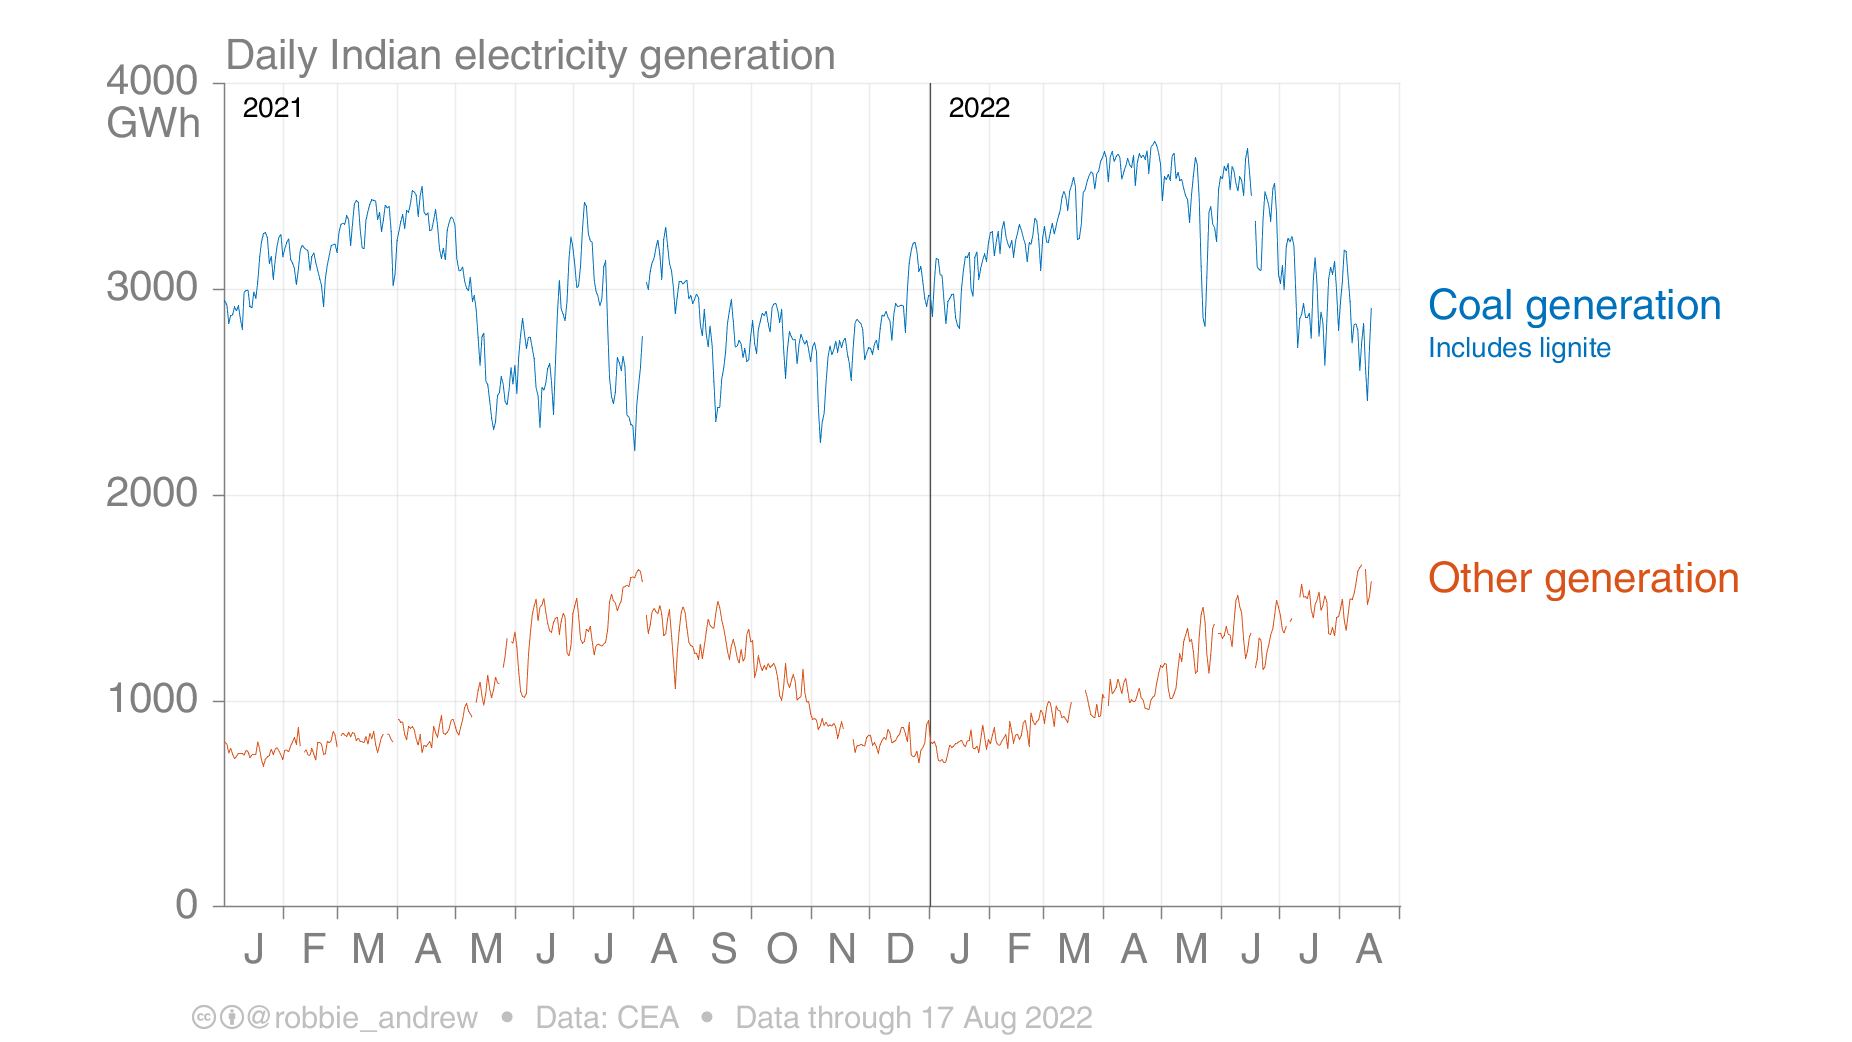 Daily Indian electricity generation
4000
GWh
2021
2022
3000
2000
1000
0
Coal generation
Includes lignite
Other generation
J F M A M J J A S O N D J F M A M J J A
cc @robbie_andrew • Data: CEA • Data through 17 Aug 2022